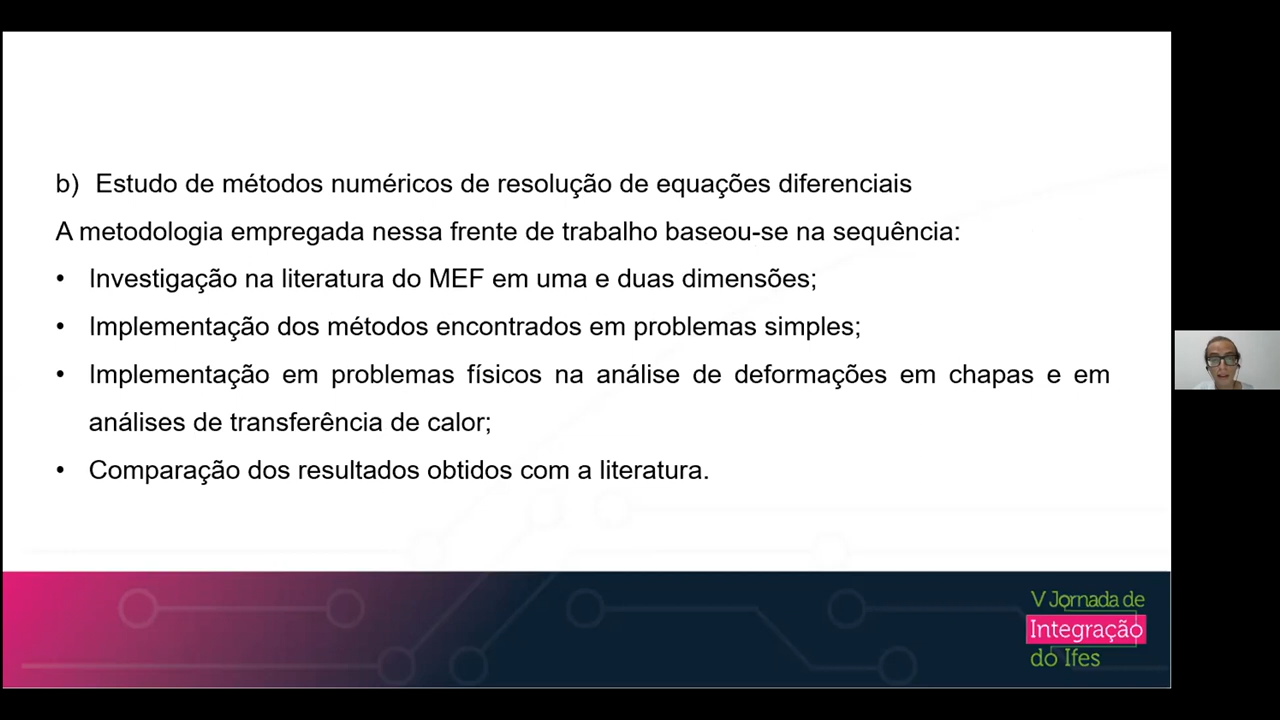 b) Estudo de métodos numéricos de resolução de equações diferenciais
A metodologia empregada nessa frente de trabalho baseou-se na sequência:
• Investigação na literatura do MEF em uma e duas dimensões;
• Implementação dos métodos encontrados em problemas simples;
• Implementação em problemas físicos na análise de deformações em chapas e em
análises de transferência de calor;
• Comparação dos resultados obtidos com a literatura.
V Jornada de
Integração
do Ifes